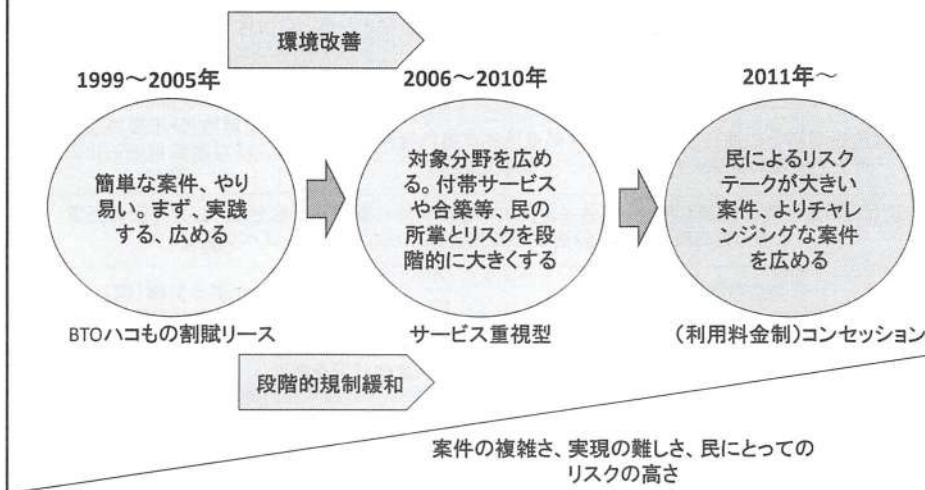 環境改善
1999～2005年
2006～2010年
2011年～
簡単な案件、やり
易い。まず、実践
する、広める
対象分野を広め
る。付帯サービス
や合築等、民の
所掌とリスクを段
階的に大きくする
民によるリスク
テークが大きい
案件、よりチャレ
ンジングな案件
を広める
BTOハコもの割賦リース
サービス重視型
（利用料金制）コンセッション
段階的規制緩和
案件の複雑さ、実現の難しさ、民にとっての
リスクの高さ